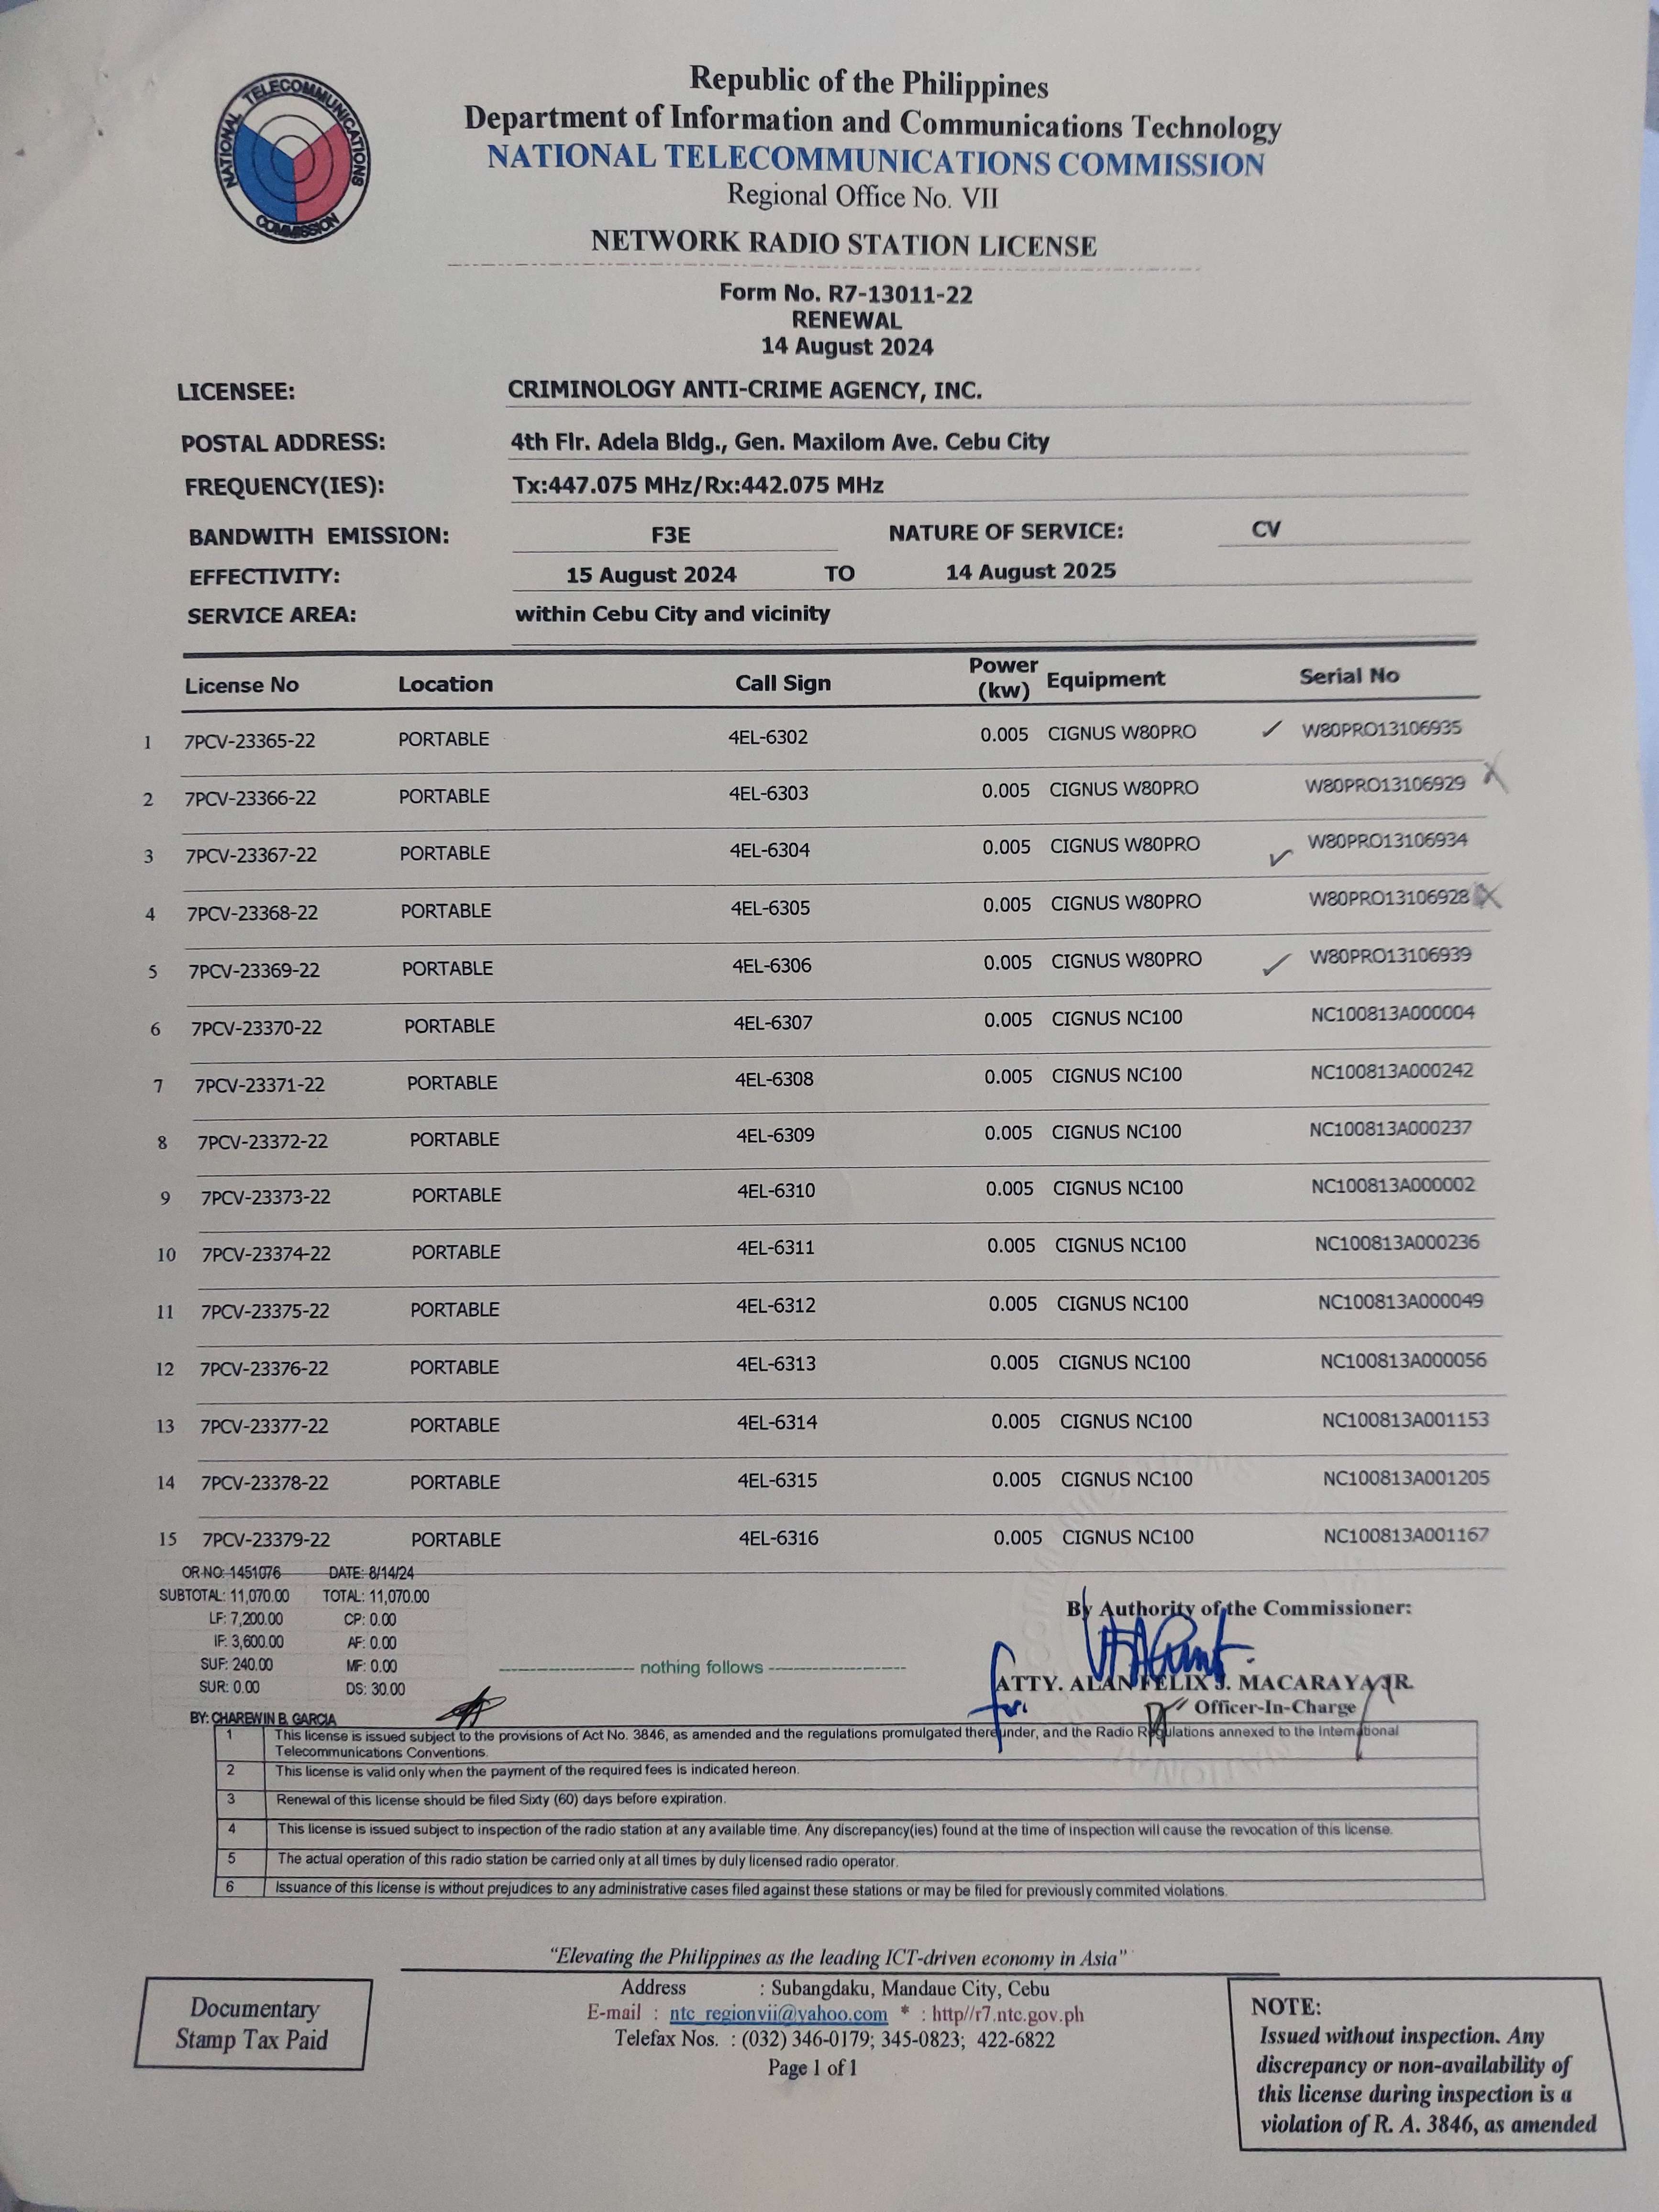 NATIONAL TELECOMMUNICATIONS COMMISSION
Republic of the Philippines
Department of Information and Communications Technology
NATIONAL TELECOMMUNICATIONS COMMISSION
Regional Office No. VII
NETWORK RADIO STATION LICENSE
Form No. R7-13011-22
RENEWAL
14 August 2024
LICENSEE: CRIMINOLOGY ANTI-CRIME AGENCY, INC.
POSTAL ADDRESS: 4th Flr. Adela Bldg., Gen. Maxilom Ave. Cebu City
FREQUENCY(IES): Tx:447.075 MHz/Rx:442.075 MHz
BANDWITH EMISSION: F3E NATURE OF SERVICE: CV
EFFECTIVITY: 15 August 2024 TO 14 August 2025
SERVICE AREA: within Cebu City and vicinity
License No Location Call Sign Power (kw) Equipment Serial No
1 7PCV-23365-22 PORTABLE 4EL-6302 0.005 CIGNUS W80PRO ✓ W80PRO13106935
2 7PCV-23366-22 PORTABLE 4EL-6303 0.005 CIGNUS W80PRO W80PRO13106929 X
3 7PCV-23367-22 PORTABLE 4EL-6304 0.005 CIGNUS W80PRO ✓ W80PRO13106934
4 7PCV-23368-22 PORTABLE 4EL-6305 0.005 CIGNUS W80PRO W80PRO13106928 X
5 7PCV-23369-22 PORTABLE 4EL-6306 0.005 CIGNUS W80PRO ✓ W80PRO13106939
6 7PCV-23370-22 PORTABLE 4EL-6307 0.005 CIGNUS NC100 NC100813A000004
7 7PCV-23371-22 PORTABLE 4EL-6308 0.005 CIGNUS NC100 NC100813A000242
8 7PCV-23372-22 PORTABLE 4EL-6309 0.005 CIGNUS NC100 NC100813A000237
9 7PCV-23373-22 PORTABLE 4EL-6310 0.005 CIGNUS NC100 NC100813A000002
10 7PCV-23374-22 PORTABLE 4EL-6311 0.005 CIGNUS NC100 NC100813A000236
11 7PCV-23375-22 PORTABLE 4EL-6312 0.005 CIGNUS NC100 NC100813A000049
12 7PCV-23376-22 PORTABLE 4EL-6313 0.005 CIGNUS NC100 NC100813A000056
13 7PCV-23377-22 PORTABLE 4EL-6314 0.005 CIGNUS NC100 NC100813A001153
14 7PCV-23378-22 PORTABLE 4EL-6315 0.005 CIGNUS NC100 NC100813A001205
15 7PCV-23379-22 PORTABLE 4EL-6316 0.005 CIGNUS NC100 NC100813A001167
OR NO: 1451076 DATE: 8/14/24
SUBTOTAL: 11,070.00 TOTAL: 11,070.00
LF: 7,200.00 CP: 0.00
IF: 3,600.00 AF: 0.00
SUF: 240.00 MF: 0.00
SUR: 0.00 DS: 30.00
BY: CHAREWIN B. GARCIA
-------------------- nothing follows --------------------
By Authority of the Commissioner:
for: ATTY. ALAN FELIX J. MACARAYA JR.
Officer-In-Charge
1 This license is issued subject to the provisions of Act No. 3846, as amended and the regulations promulgated thereunder, and the Radio Regulations annexed to the International
Telecommunications Conventions.
2 This license is valid only when the payment of the required fees is indicated hereon.
3 Renewal of this license should be filed Sixty (60) days before expiration.
4 This license is issued subject to inspection of the radio station at any available time. Any discrepancy(ies) found at the time of inspection will cause the revocation of this license.
5 The actual operation of this radio station be carried only at all times by duly licensed radio operator.
6 Issuance of this license is without prejudices to any administrative cases filed against these stations or may be filed for previously commited violations.
“Elevating the Philippines as the leading ICT-driven economy in Asia”
Address : Subangdaku, Mandaue City, Cebu
E-mail : ntc_regionvii@yahoo.com * : http//r7.ntc.gov.ph
Telefax Nos. : (032) 346-0179; 345-0823; 422-6822
Page 1 of 1
Documentary
Stamp Tax Paid
NOTE:
Issued without inspection. Any
discrepancy or non-availability of
this license during inspection is a
violation of R. A. 3846, as amended